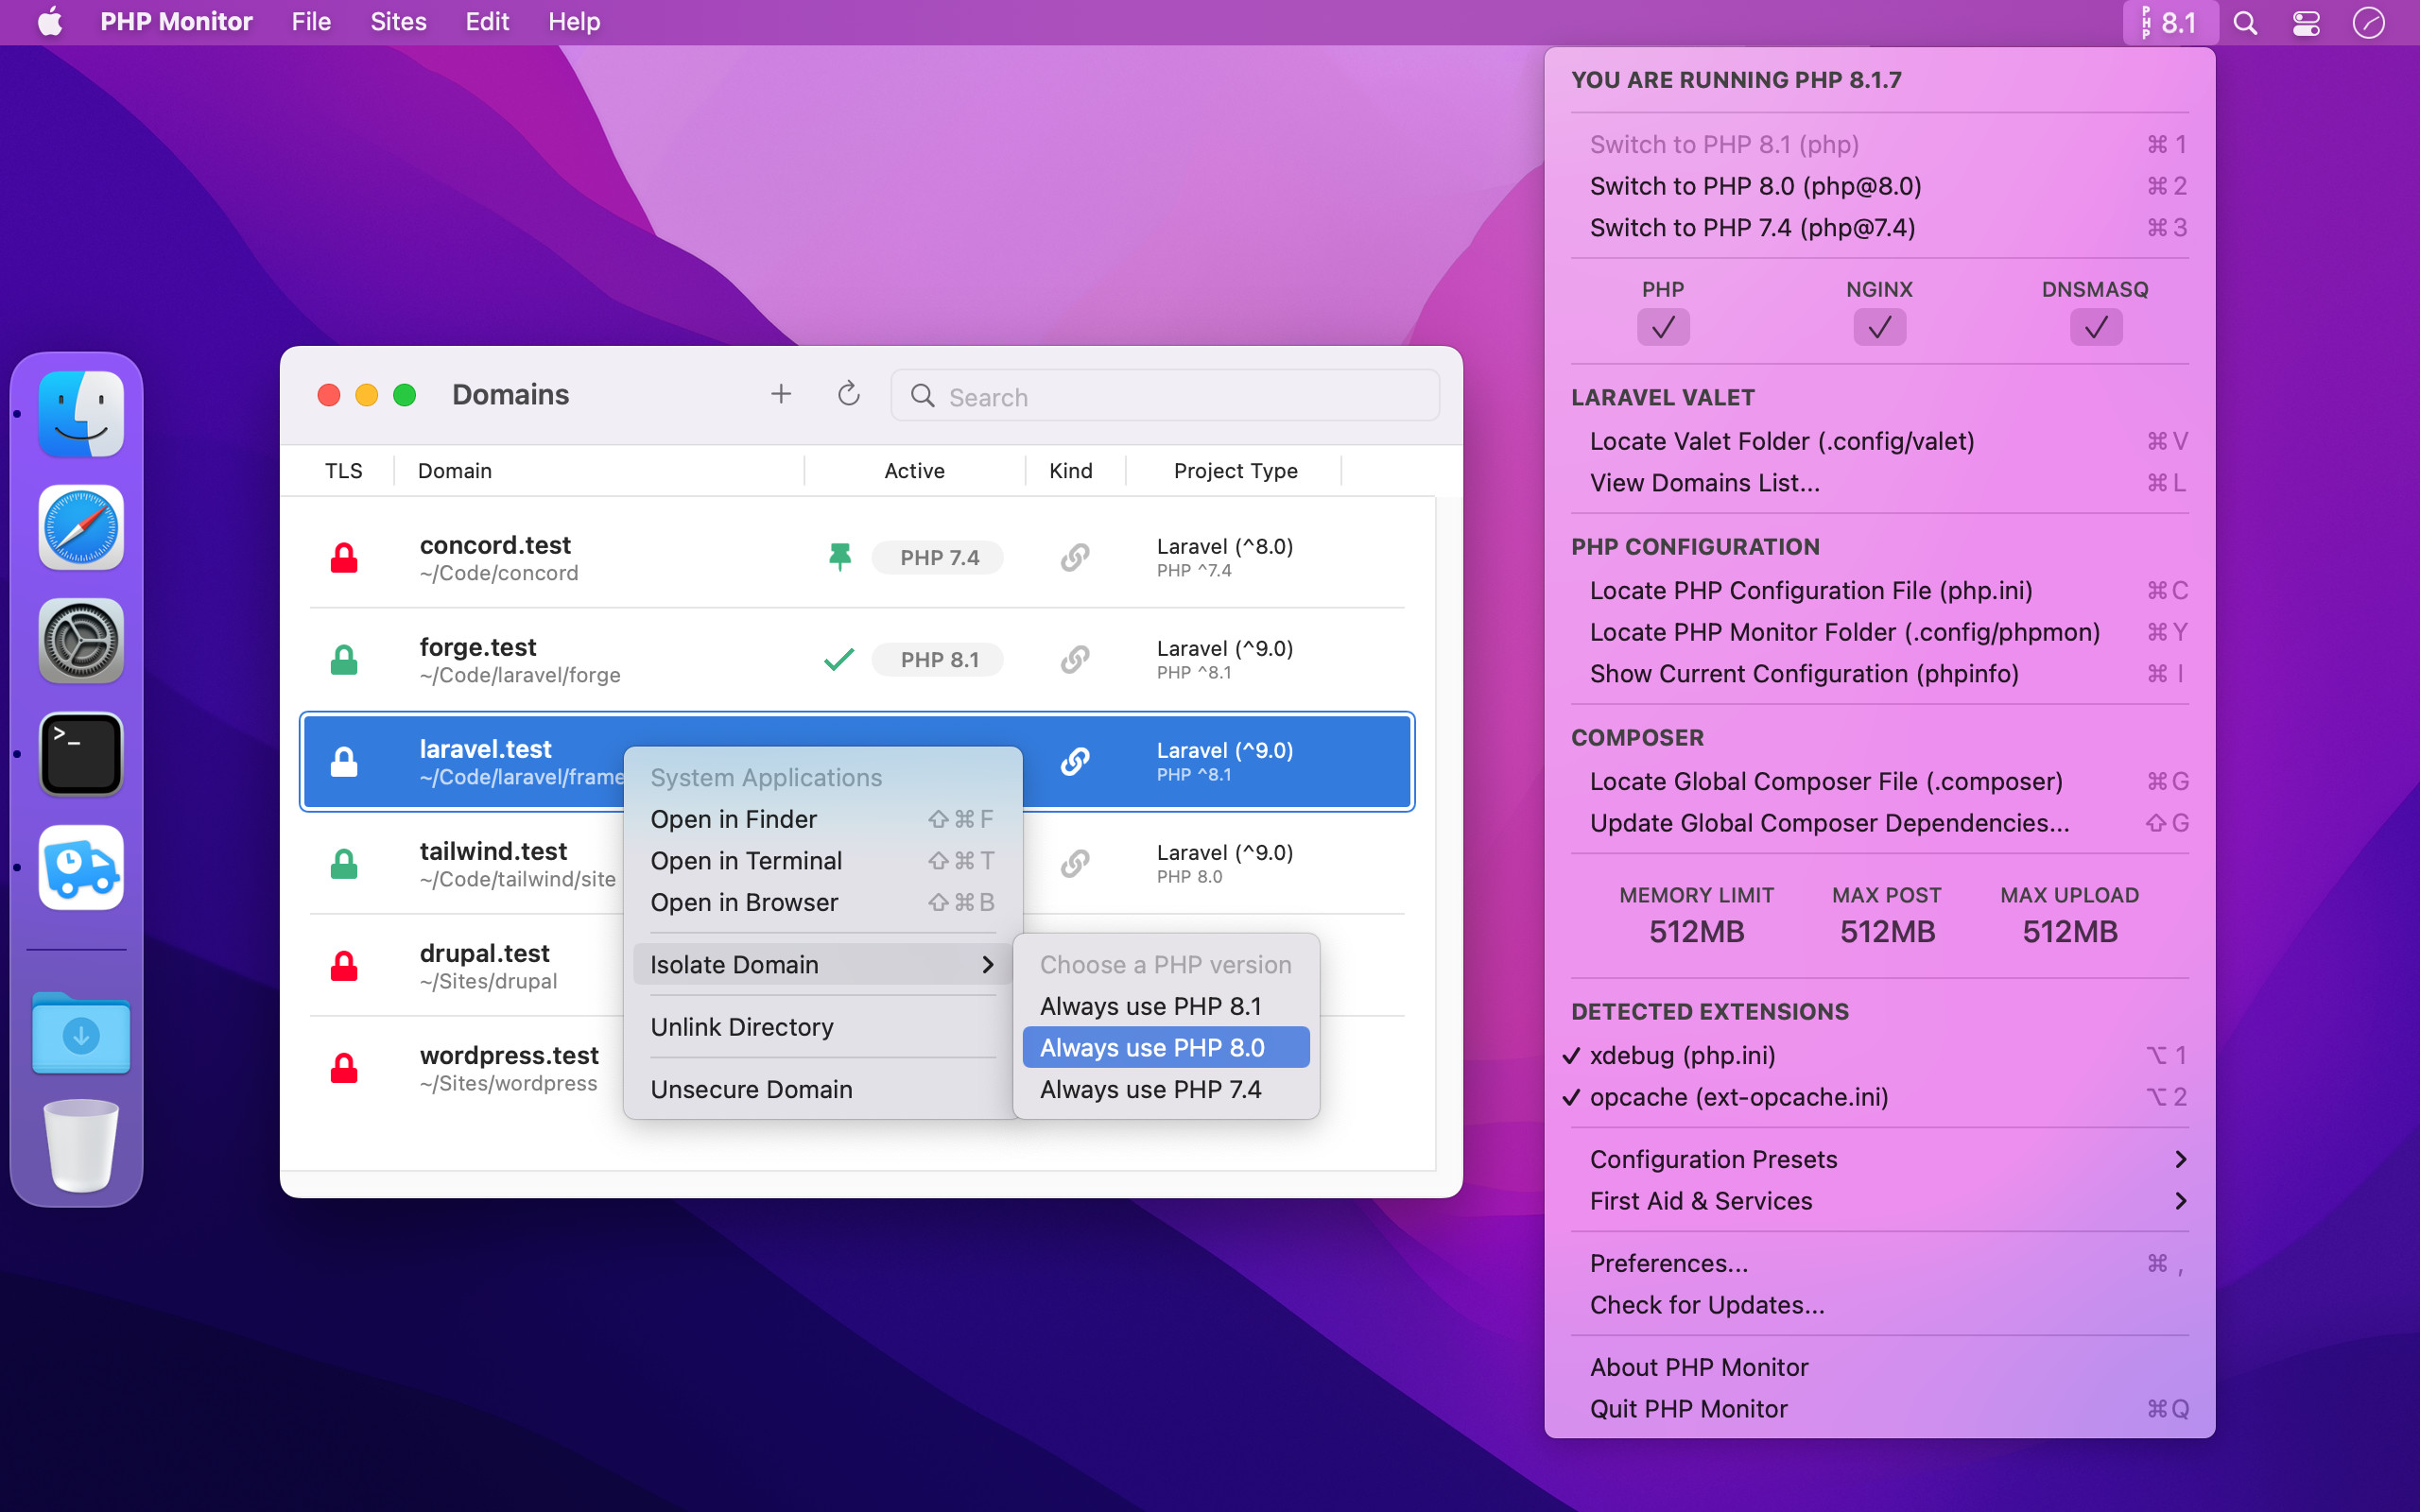 PHP Monitor File Sites Edit Help
PHP 8.1
Domains
Search
TLS Domain Active Kind Project Type
concord.test
~/Code/concord
PHP 7.4
Laravel (^8.0)
PHP ^7.4
forge.test
~/Code/laravel/forge
PHP 8.1
Laravel (^9.0)
PHP ^8.1
laravel.test
~/Code/laravel/frame
Laravel (^9.0)
PHP ^8.1
tailwind.test
~/Code/tailwind/site
Laravel (^9.0)
PHP 8.0
drupal.test
~/Sites/drupal
wordpress.test
~/Sites/wordpress
System Applications
Open in Finder ⇧⌘F
Open in Terminal ⇧⌘T
Open in Browser ⇧⌘B
Isolate Domain
Unlink Directory
Unsecure Domain
Choose a PHP version
Always use PHP 8.1
Always use PHP 8.0
Always use PHP 7.4
YOU ARE RUNNING PHP 8.1.7
Switch to PHP 8.1 (php) ⌘1
Switch to PHP 8.0 (php@8.0) ⌘2
Switch to PHP 7.4 (php@7.4) ⌘3
PHP NGINX DNSMASQ
LARAVEL VALET
Locate Valet Folder (.config/valet) ⌘V
View Domains List... ⌘L
PHP CONFIGURATION
Locate PHP Configuration File (php.ini) ⌘C
Locate PHP Monitor Folder (.config/phpmon) ⌘Y
Show Current Configuration (phpinfo) ⌘I
COMPOSER
Locate Global Composer File (.composer) ⌘G
Update Global Composer Dependencies... ⇧G
MEMORY LIMIT MAX POST MAX UPLOAD
512MB 512MB 512MB
DETECTED EXTENSIONS
✓ xdebug (php.ini) ⌥1
✓ opcache (ext-opcache.ini) ⌥2
Configuration Presets
First Aid & Services
Preferences... ⌘,
Check for Updates...
About PHP Monitor
Quit PHP Monitor ⌘Q